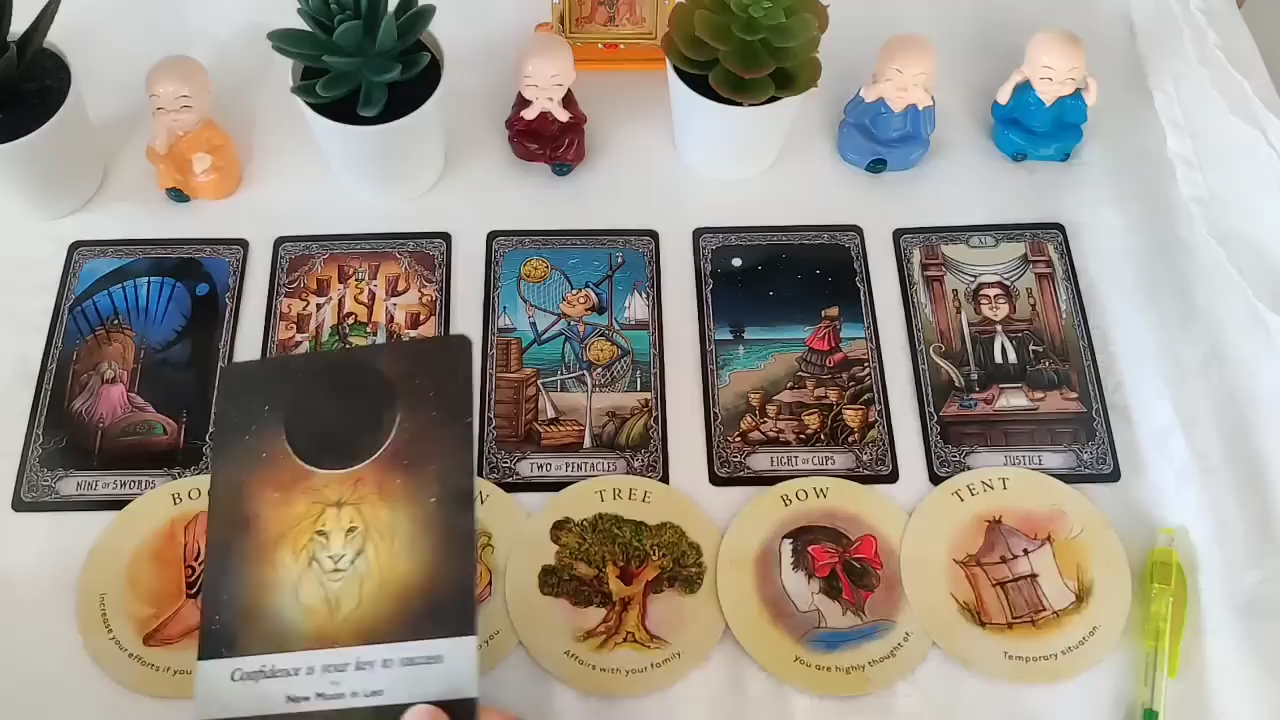 XI
NINE OF SWORDS
TWO OF PENTACLES
EIGHT OF CUPS
JUSTICE
TREE
BOW
TENT
Increase your efforts if you
Affairs with your family.
You are highly thought of.
Temporary situation.
Confidence is your key to success
New Moon in Leo